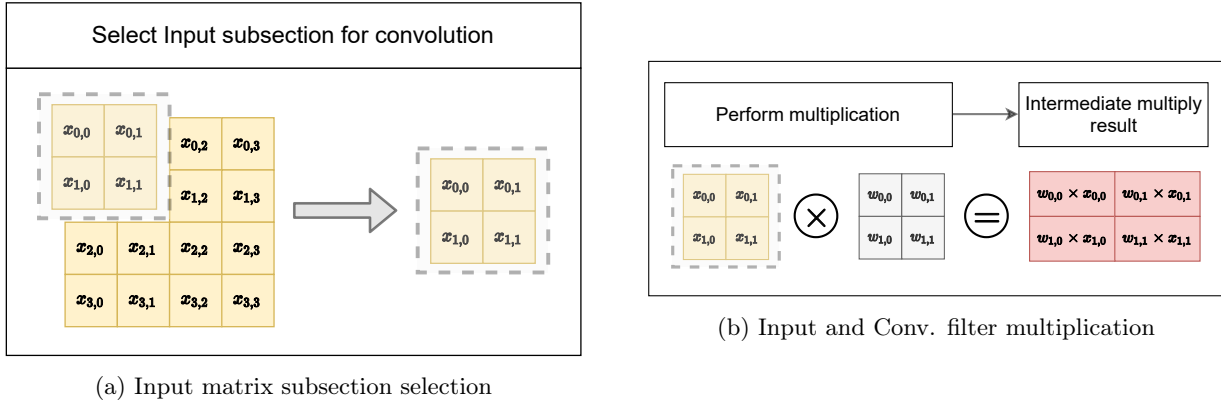 Select Input subsection for convolution
x0,0 x0,1
x1,0 x1,1
x0,2 x0,3
x1,2 x1,3
x2,0 x2,1 x2,2 x2,3
x3,0 x3,1 x3,2 x3,3
x0,0 x0,1
x1,0 x1,1
(a) Input matrix subsection selection
Perform multiplication
Intermediate multiply
result
x0,0 x0,1
x1,0 x1,1
×
w0,0 w0,1
w1,0 w1,1
=
w0,0 × x0,0 w0,1 × x0,1
w1,0 × x1,0 w1,1 × x1,1
(b) Input and Conv. filter multiplication